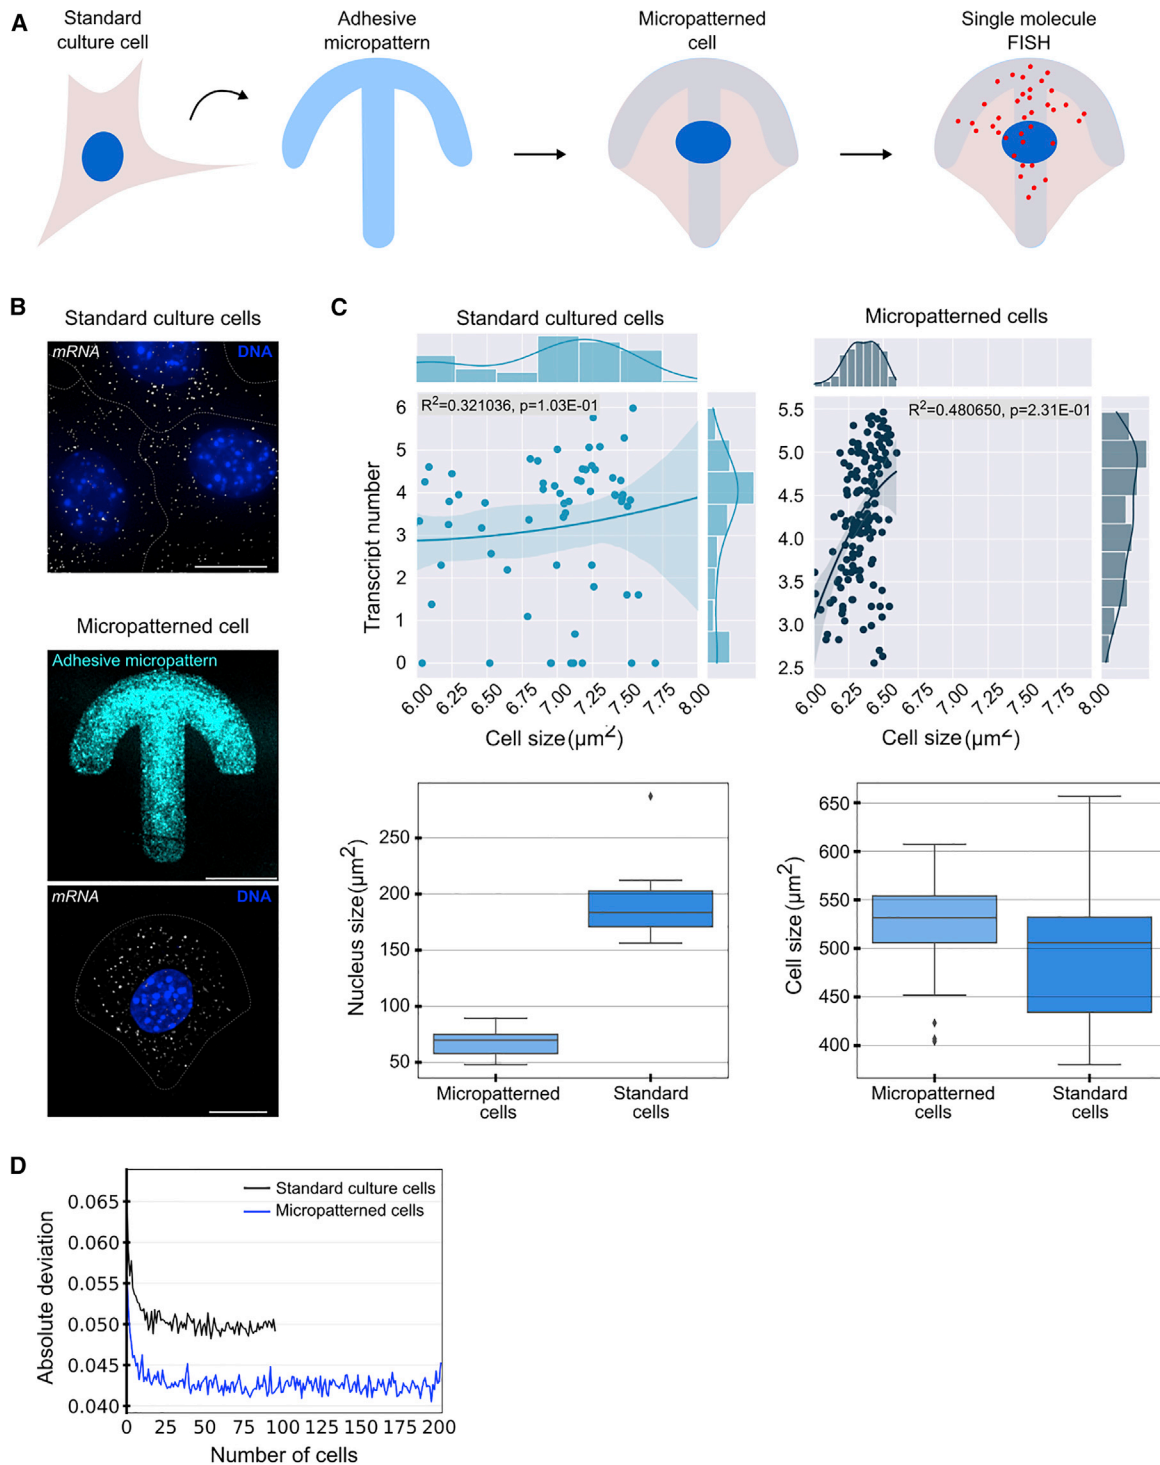 A
Standard
culture cell
Adhesive
micropattern
Micropatterned
cell
Single molecule
FISH
B
Standard culture cells
mRNA DNA
Micropatterned cell
Adhesive micropattern
mRNA DNA
C
Standard cultured cells
R2=0.321036, p=1.03E-01
Transcript number
6
5
4
3
2
1
0
6.00 6.25 6.50 6.75 7.00 7.25 7.50 7.75 8.00
Cell size (µm2)
Micropatterned cells
R2=0.480650, p=2.31E-01
5.5
5.0
4.5
4.0
3.5
3.0
2.5
6.00 6.25 6.50 6.75 7.00 7.25 7.50 7.75 8.00
Cell size (µm2)
Nucleus size (µm2)
250
200
150
100
50
Micropatterned
cells
Standard
cells
Cell size (µm2)
650
600
550
500
450
400
Micropatterned
cells
Standard
cells
D
Absolute deviation
0.065
0.060
0.055
0.050
0.045
0.040
Standard culture cells
Micropatterned cells
0 25 50 75 100 125 150 175 200
Number of cells